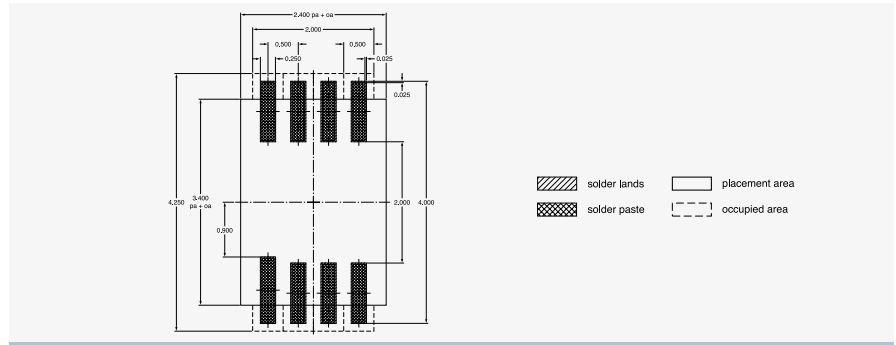 2.400 pa + oa
2.000
0.500
0.500
0.250
0.025
0.025
4.250
3.400
pa + oa
2.000
4.000
0.900
solder lands
placement area
solder paste
occupied area